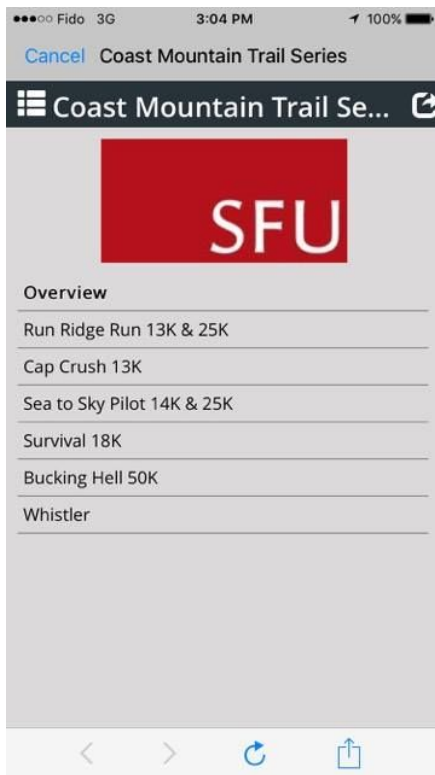 Fido 3G 3:04 PM 100%
Cancel Coast Mountain Trail Series
Coast Mountain Trail Se...
SFU
Overview
Run Ridge Run 13K & 25K
Cap Crush 13K
Sea to Sky Pilot 14K & 25K
Survival 18K
Bucking Hell 50K
Whistler